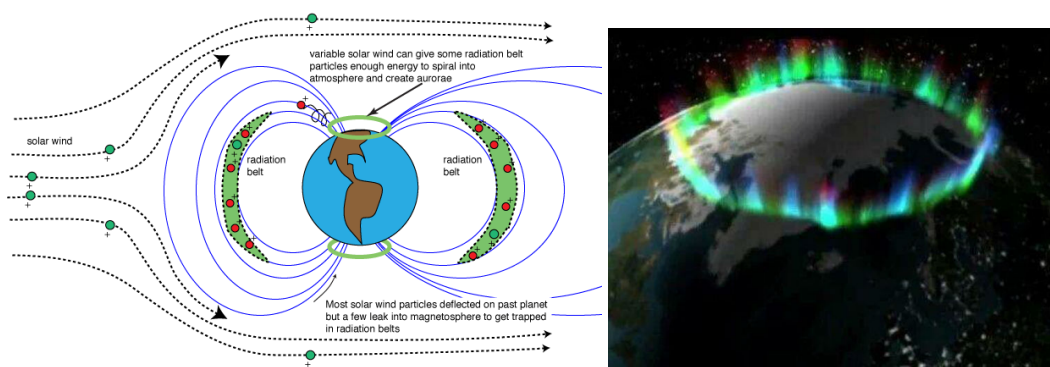 variable solar wind can give some radiation belt
particles enough energy to spiral into
atmosphere and create aurorae
solar wind
radiation
belt
radiation
belt
Most solar wind particles deflected on past planet
but a few leak into magnetosphere to get trapped
in radiation belts